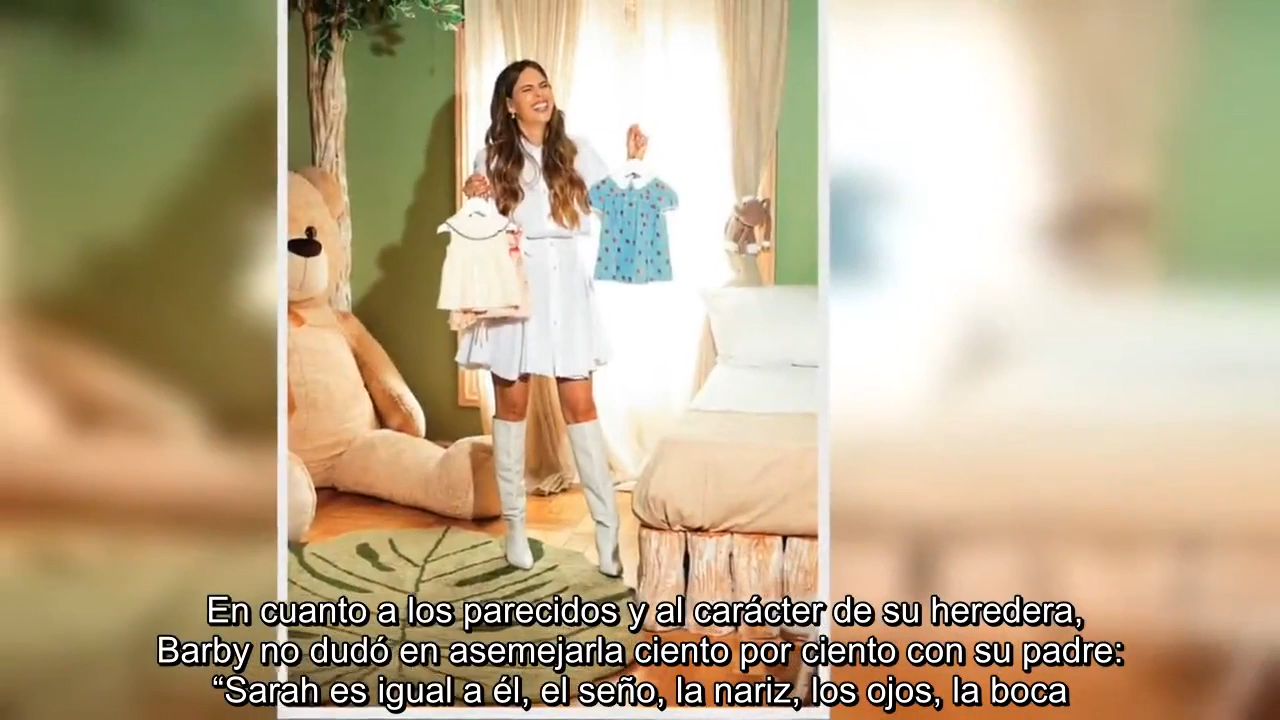 En cuanto a los parecidos y al carácter de su heredera,
Barby no dudó en asemejarla ciento por ciento con su padre:
“Sarah es igual a él, el seño, la nariz, los ojos, la boca